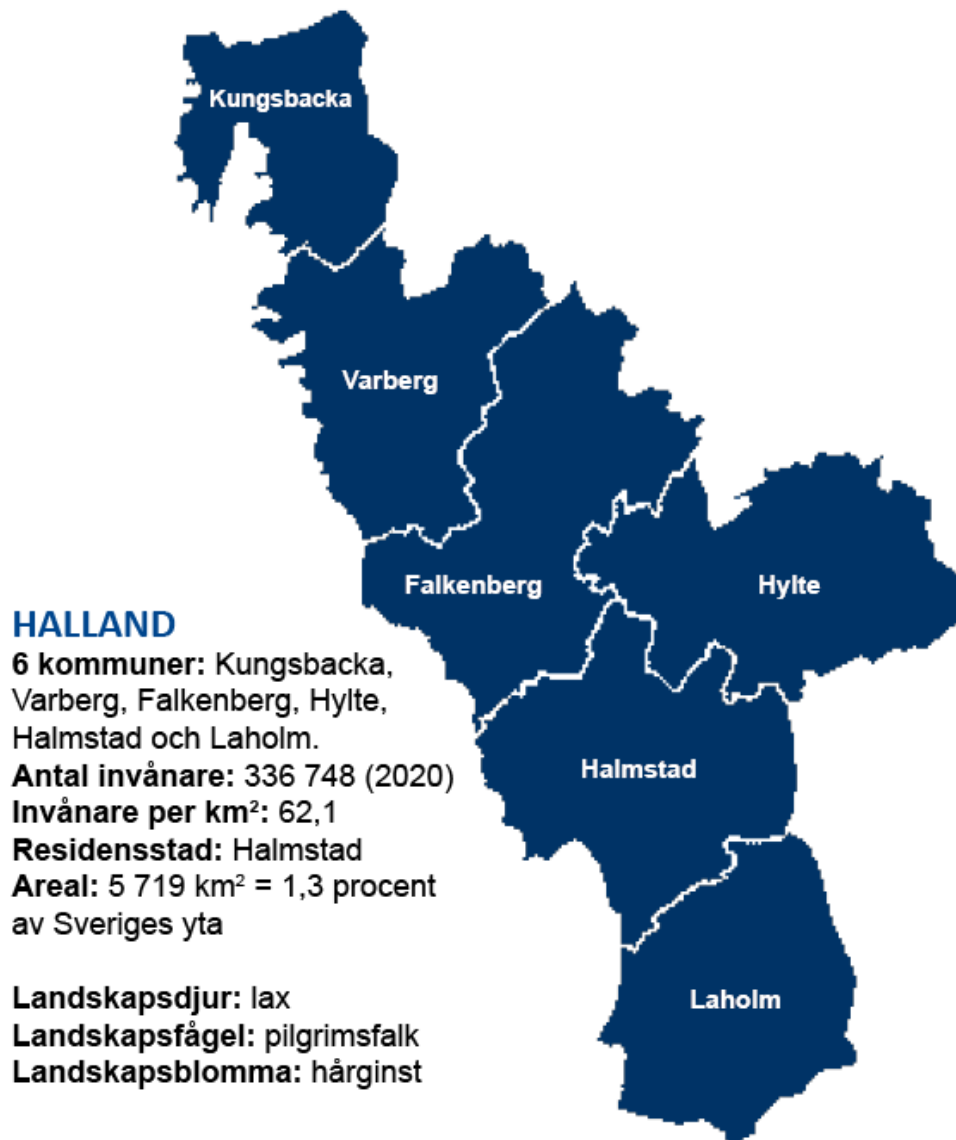 Kungsbacka
Varberg
Falkenberg
Hylte
Halmstad
Laholm
HALLAND
6 kommuner: Kungsbacka,
Varberg, Falkenberg, Hylte,
Halmstad och Laholm.
Antal invånare: 336 748 (2020)
Invånare per km²: 62,1
Residensstad: Halmstad
Areal: 5 719 km² = 1,3 procent
av Sveriges yta
Landskapsdjur: lax
Landskapsfågel: pilgrimsfalk
Landskapsblomma: hårginst